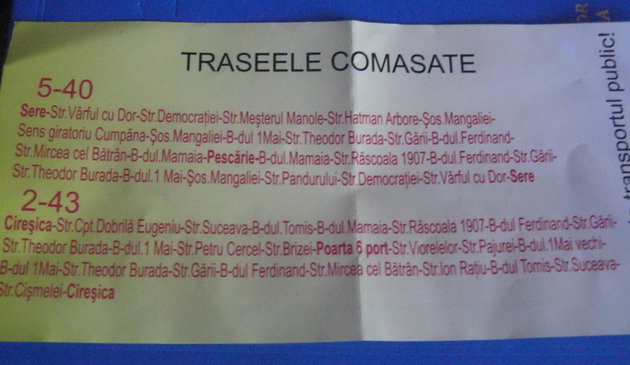 TRASEELE COMASATE
5-40
Sere-Str.Vârful cu Dor-Str.Democrației-Str.Meșterul Manole-Str.Hatman Arbore-Șos.Mangaliei-
Sens giratoriu Cumpăna-Șos.Mangaliei-B-dul 1Mai-Str.Theodor Burada-Str.Gării-B-dul.Ferdinand-
Str.Mircea cel Bătrân-B-dul.Mamaia-Pescărie-B-dul.Mamaia-Str.Răscoala 1907-B-dul.Ferdinand-Str.Gării-
Str.Theodor Burada-B-dul.1 Mai-Șos.Mangaliei-Str.Pandurului-Str.Democrației-Str.Vârful cu Dor-Sere
2-43
Cireșica-Str.Cpt.Dobrilă Eugeniu-Str.Suceava-B-dul.Tomis-B-dul.Mamaia-Str.Răscoala 1907-B-dul Ferdinand-Str.Gării-
Str.Theodor Burada-B-dul.1 Mai-Str.Petru Cercel-Str.Brizei-Poarta 6 port-Str.Viorelelor-Str.Pajurei-B-dul.1Mai vechi-
B-dul 1Mai-Str.Theodor Burada-Str.Gării-B-dul Ferdinand-Str.Mircea cel Bătrân-Str.Ion Rațiu-B-dul Tomis-Str.Suceava-
Str.Cișmelei-Cireșica
transportul public!